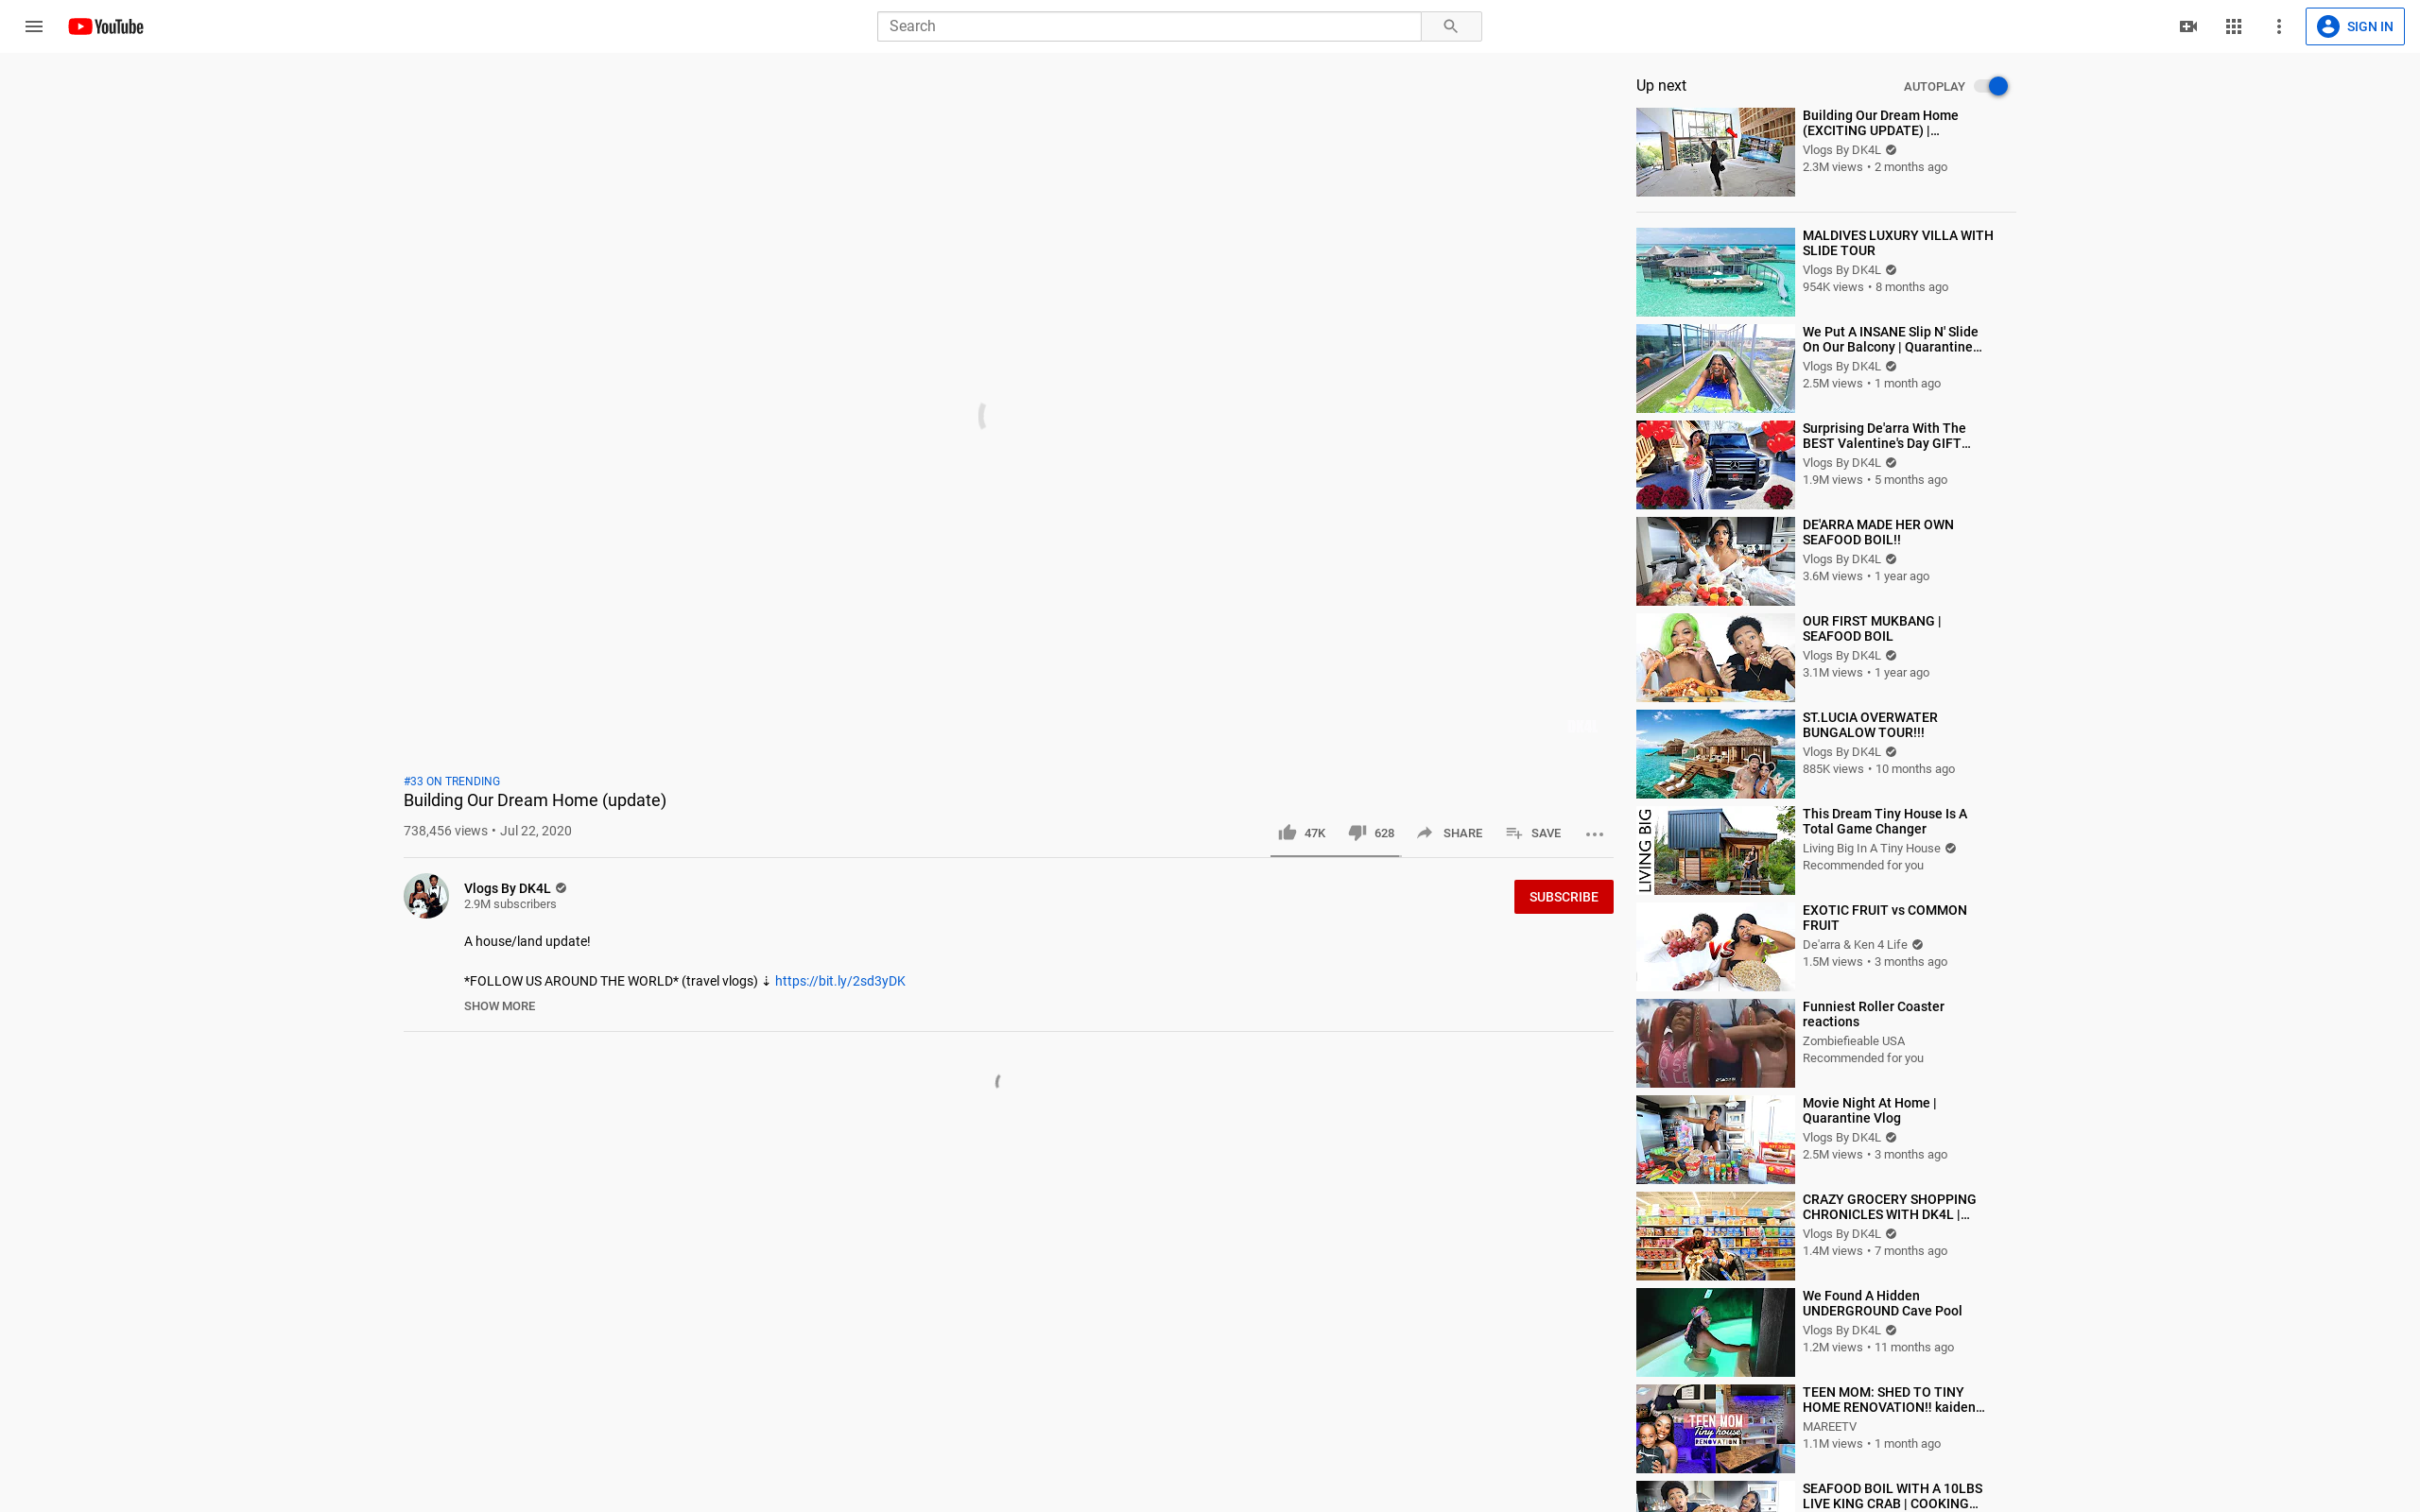 YouTube
Search
SIGN IN
Up next
AUTOPLAY
Building Our Dream Home
(EXCITING UPDATE) |…
Vlogs By DK4L
2.3M views • 2 months ago
MALDIVES LUXURY VILLA WITH
SLIDE TOUR
Vlogs By DK4L
954K views • 8 months ago
We Put A INSANE Slip N' Slide
On Our Balcony | Quarantine…
Vlogs By DK4L
2.5M views • 1 month ago
Surprising De'arra With The
BEST Valentine's Day GIFT…
Vlogs By DK4L
1.9M views • 5 months ago
DE'ARRA MADE HER OWN
SEAFOOD BOIL!!
Vlogs By DK4L
3.6M views • 1 year ago
OUR FIRST MUKBANG |
SEAFOOD BOIL
Vlogs By DK4L
3.1M views • 1 year ago
ST.LUCIA OVERWATER
BUNGALOW TOUR!!!
Vlogs By DK4L
885K views • 10 months ago
LIVING BIG
This Dream Tiny House Is A
Total Game Changer
Living Big In A Tiny House
Recommended for you
VS
EXOTIC FRUIT vs COMMON
FRUIT
De'arra & Ken 4 Life
1.5M views • 3 months ago
Funniest Roller Coaster
reactions
Zombiefieable USA
Recommended for you
Movie Night At Home |
Quarantine Vlog
Vlogs By DK4L
2.5M views • 3 months ago
CRAZY GROCERY SHOPPING
CHRONICLES WITH DK4L |…
Vlogs By DK4L
1.4M views • 7 months ago
We Found A Hidden
UNDERGROUND Cave Pool
Vlogs By DK4L
1.2M views • 11 months ago
TEEN MOM
Tiny house
RENOVATION
TEEN MOM: SHED TO TINY
HOME RENOVATION!! kaiden…
MAREETV
1.1M views • 1 month ago
SEAFOOD BOIL WITH A 10LBS
LIVE KING CRAB | COOKING…
#33 ON TRENDING
Building Our Dream Home (update)
738,456 views • Jul 22, 2020
47K
628
SHARE
SAVE
Vlogs By DK4L
2.9M subscribers
SUBSCRIBE
A house/land update!
*FOLLOW US AROUND THE WORLD* (travel vlogs) ⇣ https://bit.ly/2sd3yDK
SHOW MORE